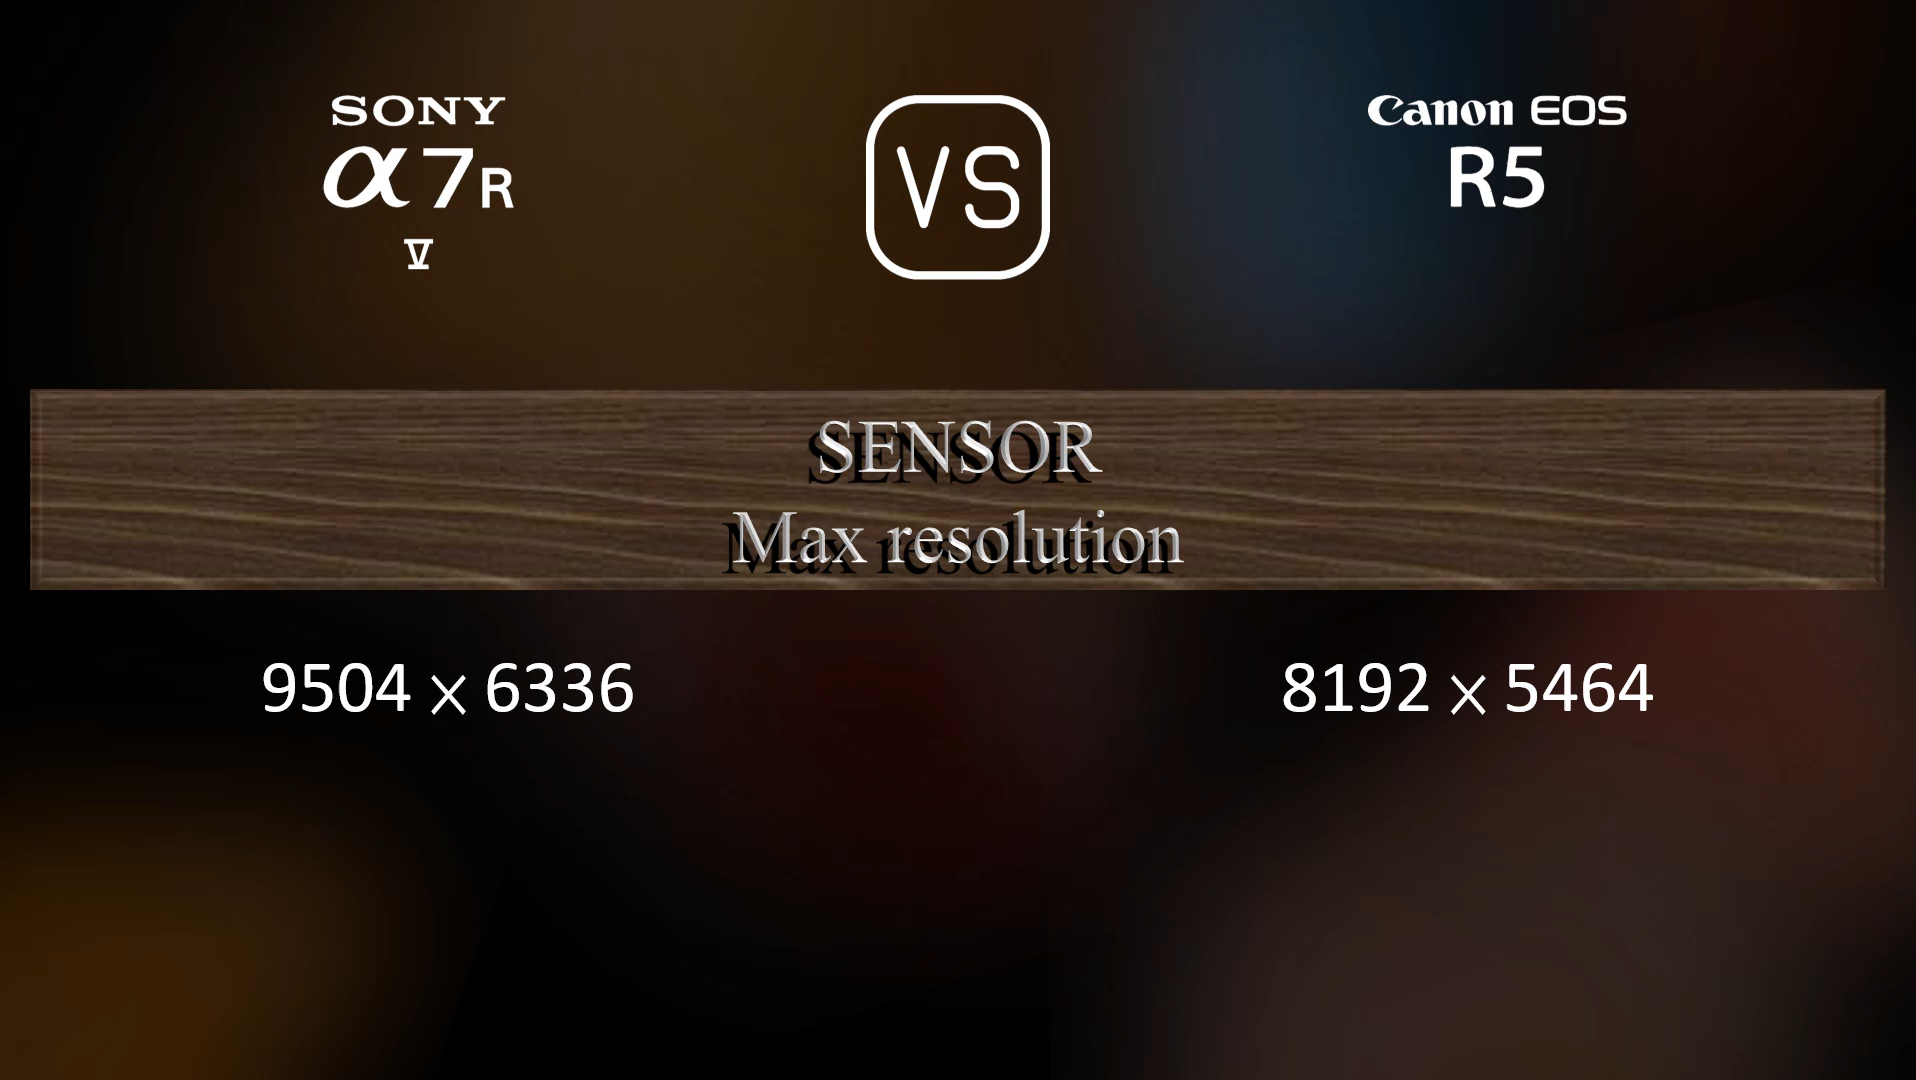 SONY
α7R
V
VS
Canon EOS
R5
SENSOR
Max resolution
9504 x 6336
8192 x 5464